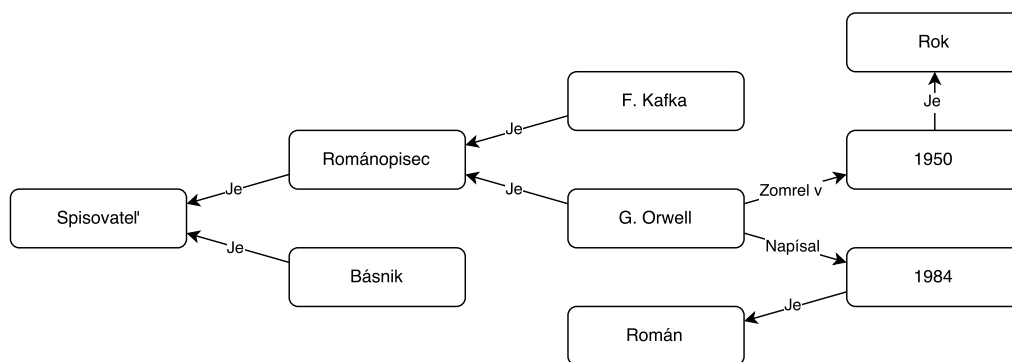 Rok
F. Kafka
Je
Je
Románopisec
1950
Je
Je
Zomrel v
Spisovateľ
G. Orwell
Je
Napísal
Básnik
1984
Je
Román